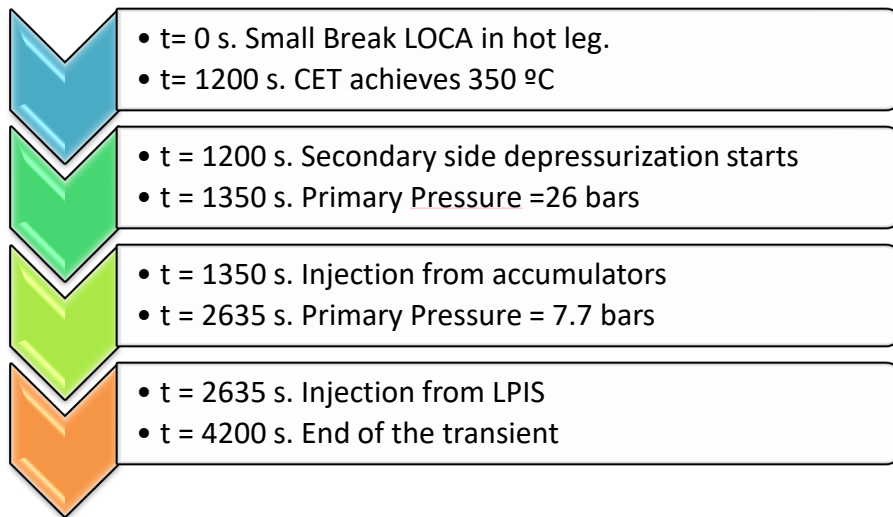 • t= 0 s. Small Break LOCA in hot leg.
• t= 1200 s. CET achieves 350 ºC
• t = 1200 s. Secondary side depressurization starts
• t = 1350 s. Primary Pressure =26 bars
• t = 1350 s. Injection from accumulators
• t = 2635 s. Primary Pressure = 7.7 bars
• t = 2635 s. Injection from LPIS
• t = 4200 s. End of the transient